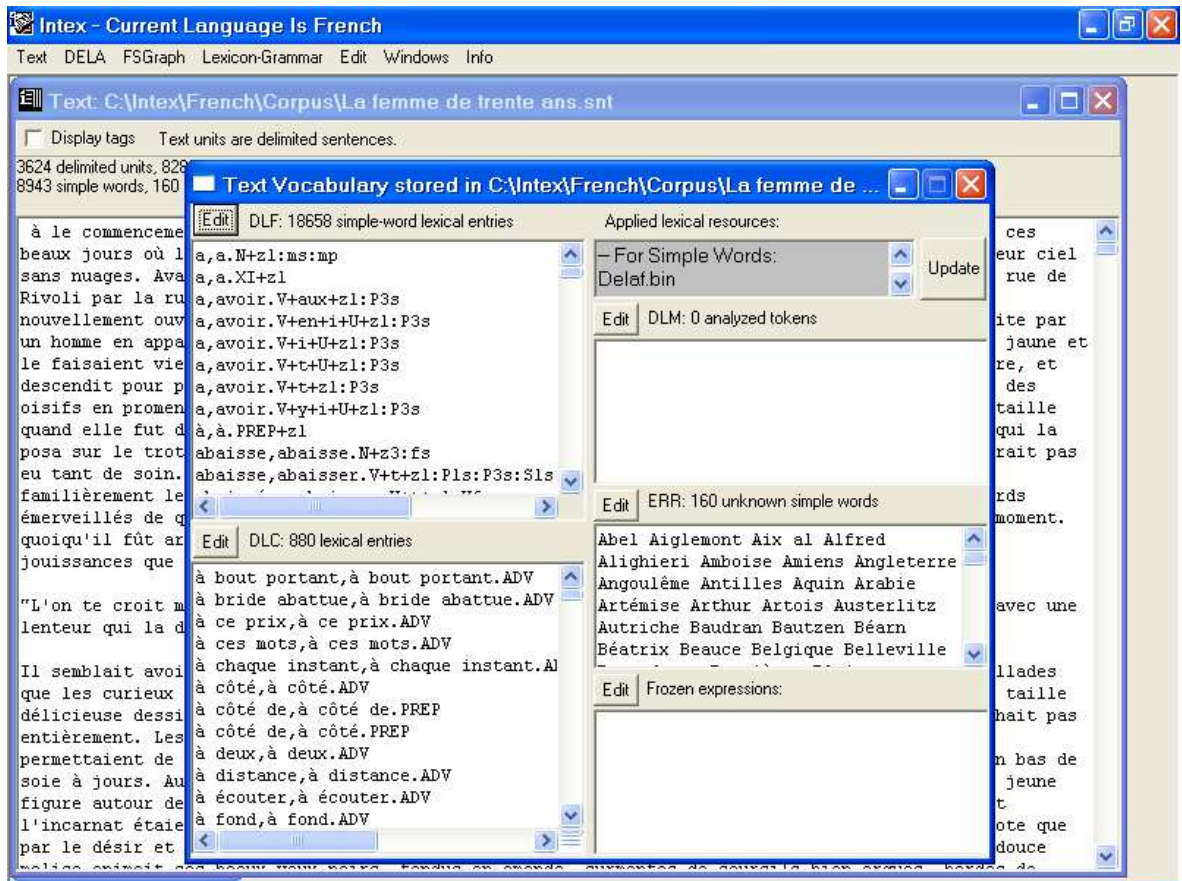 Intex - Current Language Is French
Text DELA FSGraph Lexicon-Grammar Edit Windows Info
Text: C:\Intex\French\Corpus\La femme de trente ans.snt
Display tags Text units are delimited sentences.
3624 delimited units, 828
8943 simple words, 160
Text Vocabulary stored in C:\Intex\French\Corpus\La femme de ...
Edit DLF: 18658 simple-word lexical entries
a,a.N+z1:ms:mp
a,a.XI+z1
a,avoir.V+aux+z1:P3s
a,avoir.V+en+i+U+z1:P3s
a,avoir.V+i+U+z1:P3s
a,avoir.V+t+U+z1:P3s
a,avoir.V+t+z1:P3s
a,avoir.V+y+i+U+z1:P3s
à,à.PREP+z1
abaisse,abaisse.N+z3:fs
abaisse,abaisser.V+t+z1:P1s:P3s:S1s
Edit DLC: 880 lexical entries
à bout portant,à bout portant.ADV
à bride abattue,à bride abattue.ADV
à ce prix,à ce prix.ADV
à ces mots,à ces mots.ADV
à chaque instant,à chaque instant.A
à côté,à côté.ADV
à côté de,à côté de.PREP
à côté de,à côté.PREP
à deux,à deux.ADV
à distance,à distance.ADV
à écouter,à écouter.ADV
à fond,à fond.ADV
Applied lexical resources:
– For Simple Words:
Delaf.bin
Update
Edit DLM: 0 analyzed tokens
Edit ERR: 160 unknown simple words
Abel Aiglemont Aix al Alfred
Alighieri Amboise Amiens Angleterre
Angoulême Antilles Aquin Arabie
Artémise Arthur Artois Austerlitz
Autriche Baudran Bautzen Béarn
Béatrix Beauce Belgique Belleville
Edit Frozen expressions:
à le commenceme
beaux jours où l
sans nuages. Ava
Rivoli par la ru
nouvellement ouv
un homme en appa
le faisaient vie
descendit pour p
oisifs en promen
quand elle fut d
posa sur le trot
eu tant de soin.
familièrement le
émerveillés de q
quoiqu'il fût ar
jouissances que
"L'on te croit m
lenteur qui la d
Il semblait avoi
que les curieux
délicieuse dessi
entièrement. Les
permettaient de
soie à jours. Au
figure autour de
l'incarnat étaie
par le désir et
ces
eur ciel
rue de
ite par
jaune et
re, et
des
taille
qui la
rait pas
rds
moment.
avec une
llades
taille
hait pas
n bas de
jeune
t
ote que
douce